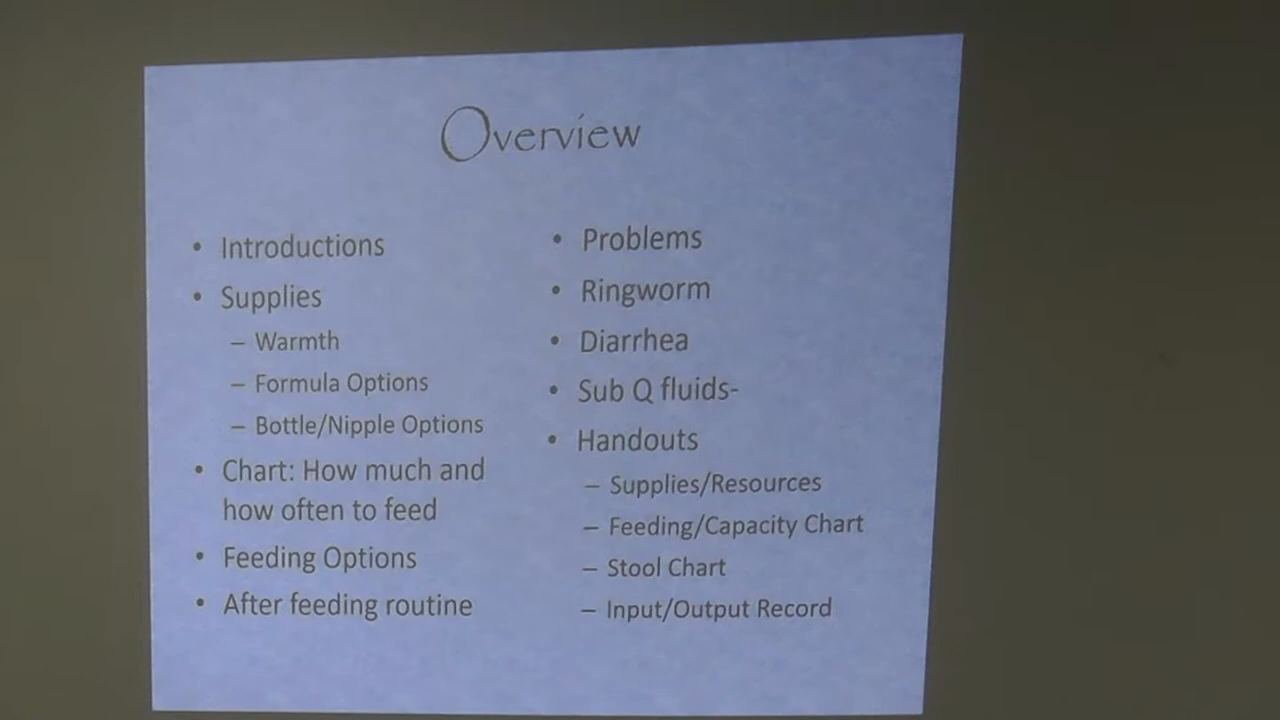 Overview
• Introductions
• Supplies
– Warmth
– Formula Options
– Bottle/Nipple Options
• Chart: How much and
how often to feed
• Feeding Options
• After feeding routine
• Problems
• Ringworm
• Diarrhea
• Sub Q fluids-
• Handouts
– Supplies/Resources
– Feeding/Capacity Chart
– Stool Chart
– Input/Output Record